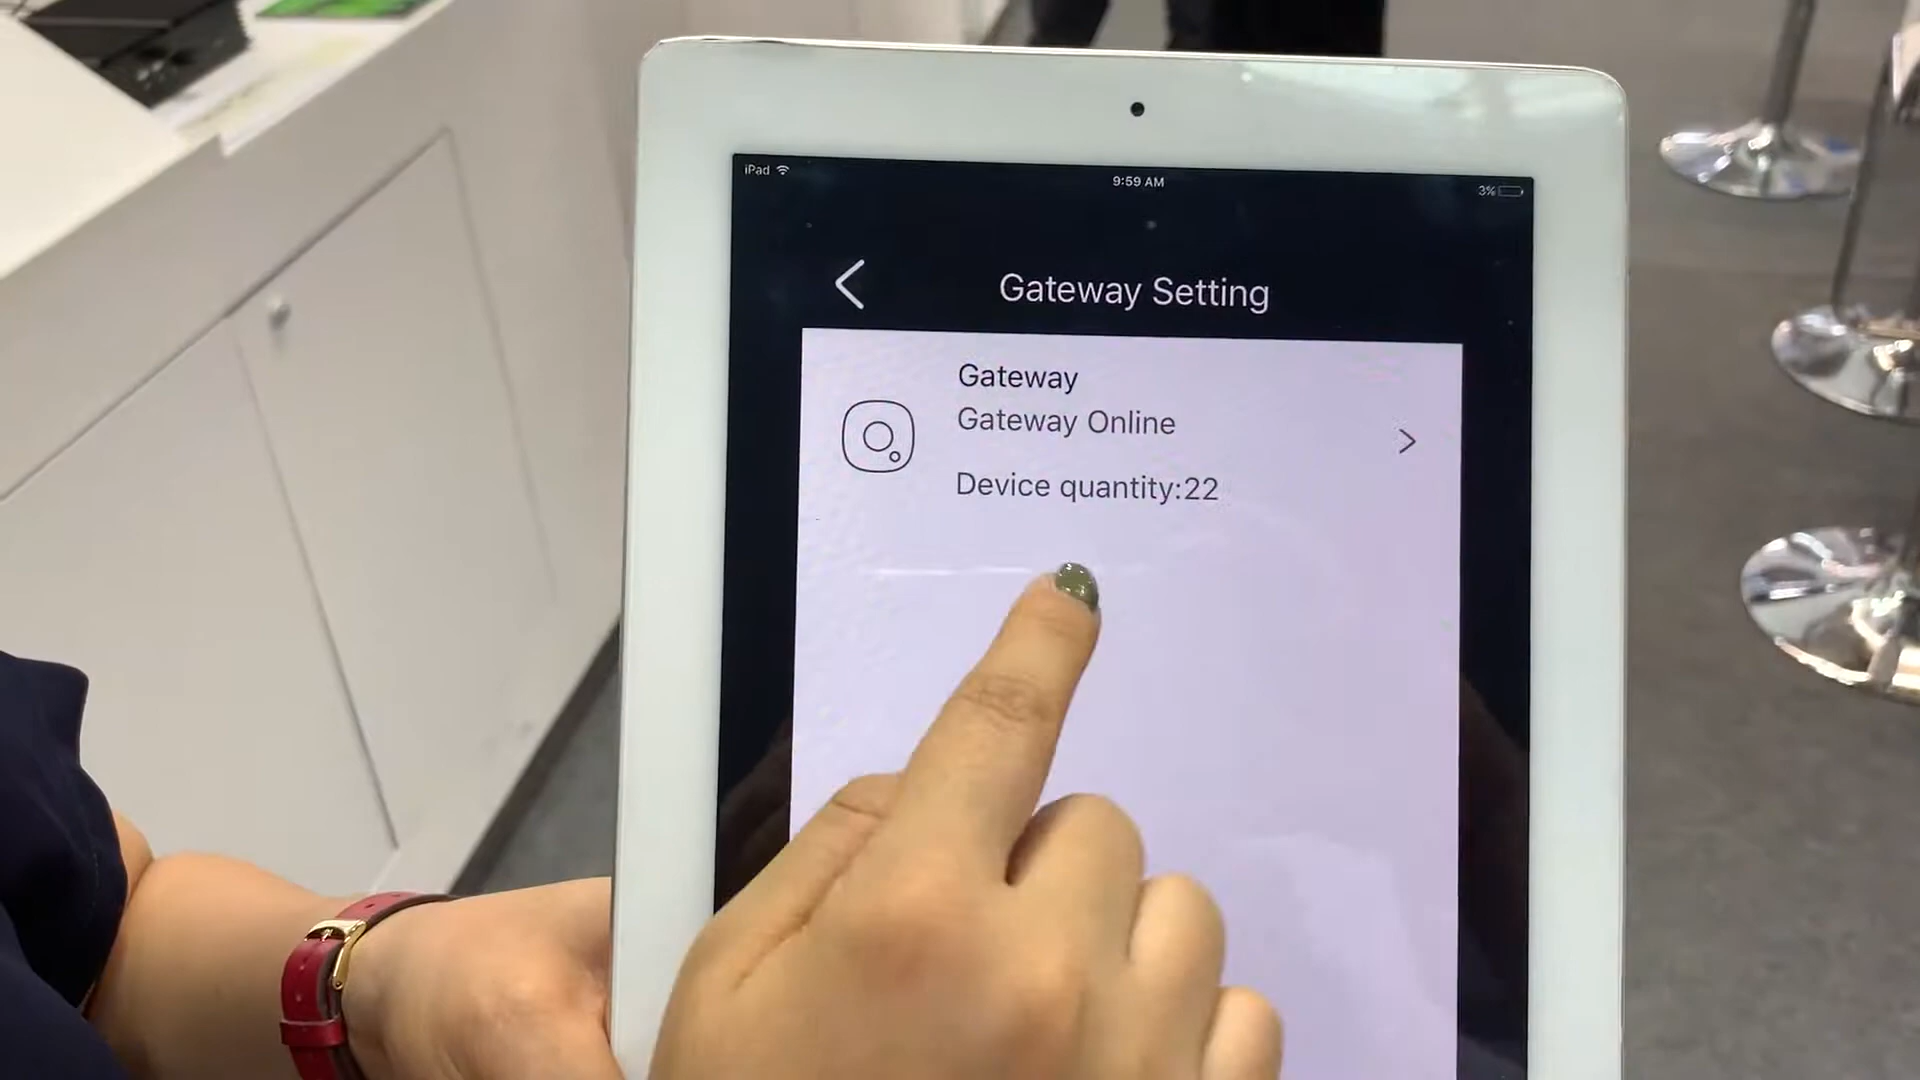 iPad
9:59 AM
3%
Gateway Setting
Gateway
Gateway Online
Device quantity:22